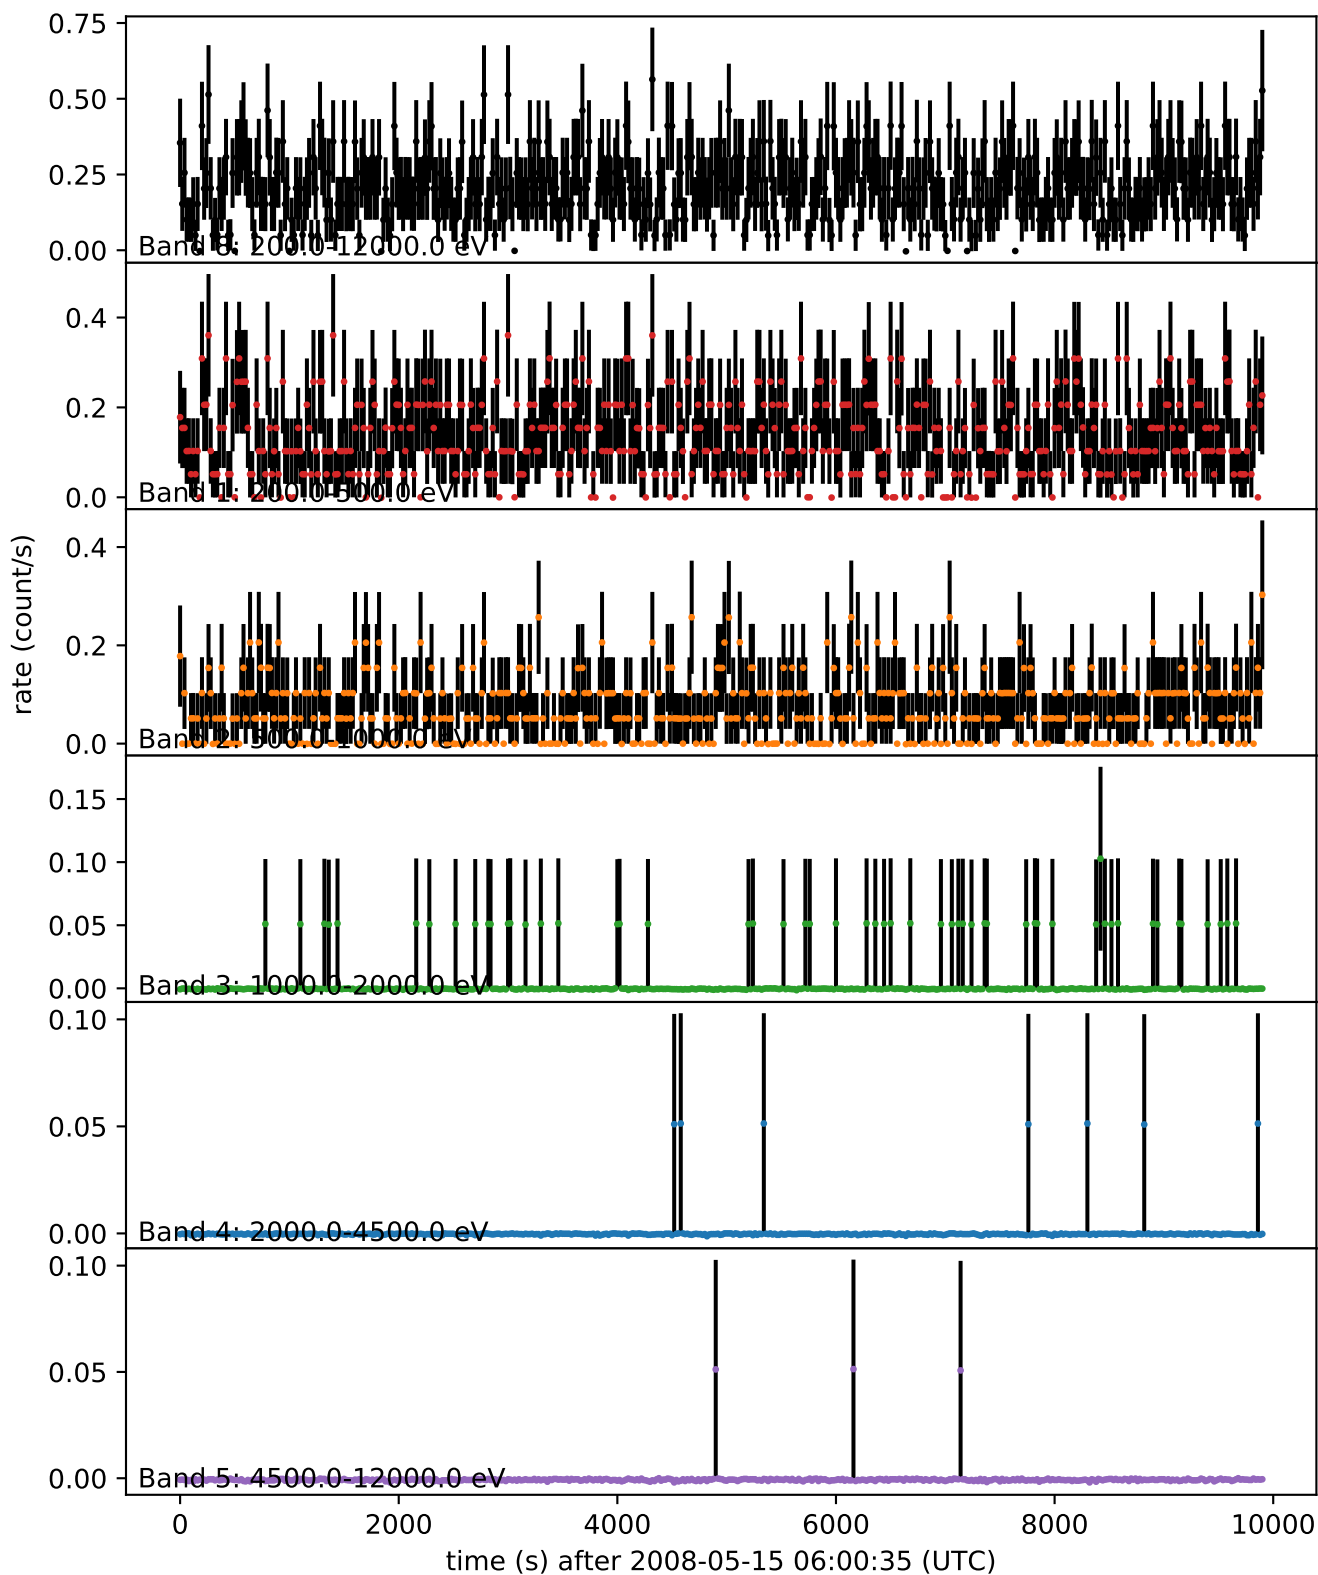 0.75
0.50
0.25
0.00
Band 8: 200.0-12000.0 eV
0.4
0.2
0.0
Band 1: 200.0-500.0 eV
0.4
0.2
0.0
Band 2: 500.0-1000.0 eV
rate (count/s)
0.15
0.10
0.05
0.00
Band 3: 1000.0-2000.0 eV
0.10
0.05
0.00
Band 4: 2000.0-4500.0 eV
0.10
0.05
0.00
Band 5: 4500.0-12000.0 eV
0 2000 4000 6000 8000 10000
time (s) after 2008-05-15 06:00:35 (UTC)